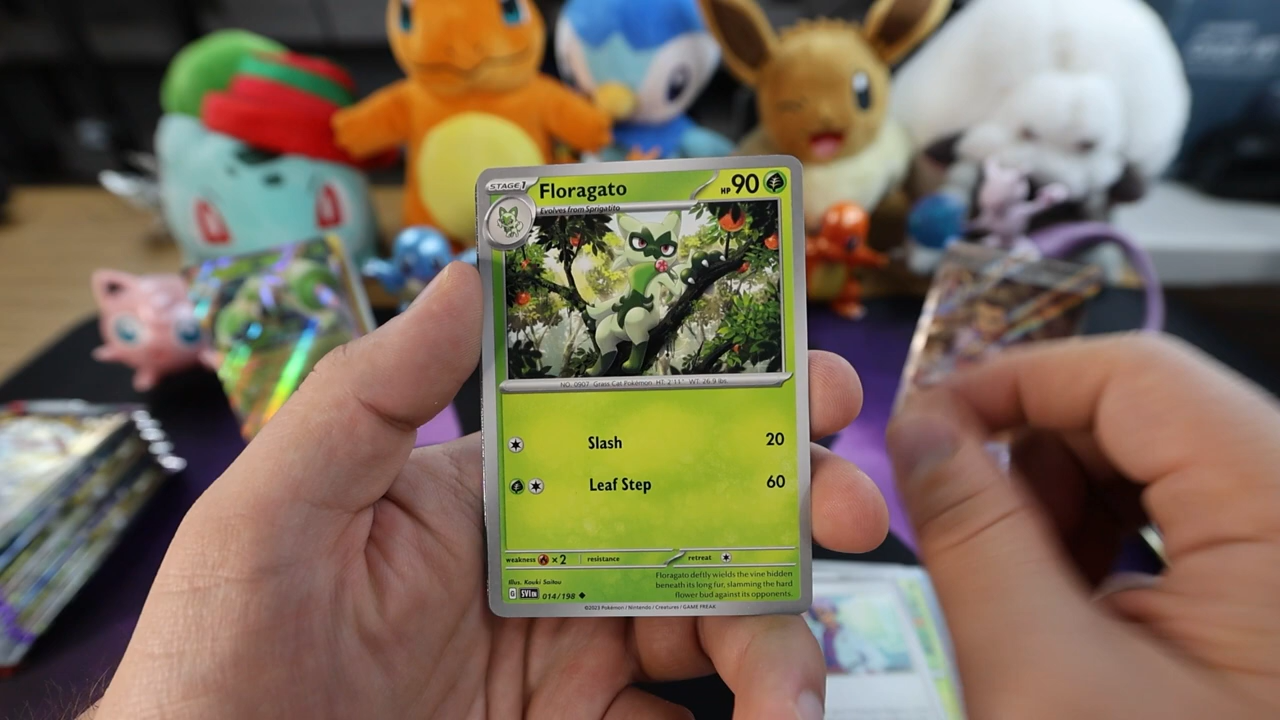 STAGE 1 Floragato HP 90
Evolves from Sprigatito
NO. 0907 Grass Cat Pokémon HT: 2'11" WT: 26.9 lbs.
Slash 20
Leaf Step 60
weakness ×2 resistance retreat
Illus. Kouki Saitou
Floragato deftly wields the vine hidden
beneath its long fur, slamming the hard
flower bud against its opponents.
G SVI EN 014/198
©2023 Pokémon / Nintendo / Creatures / GAME FREAK